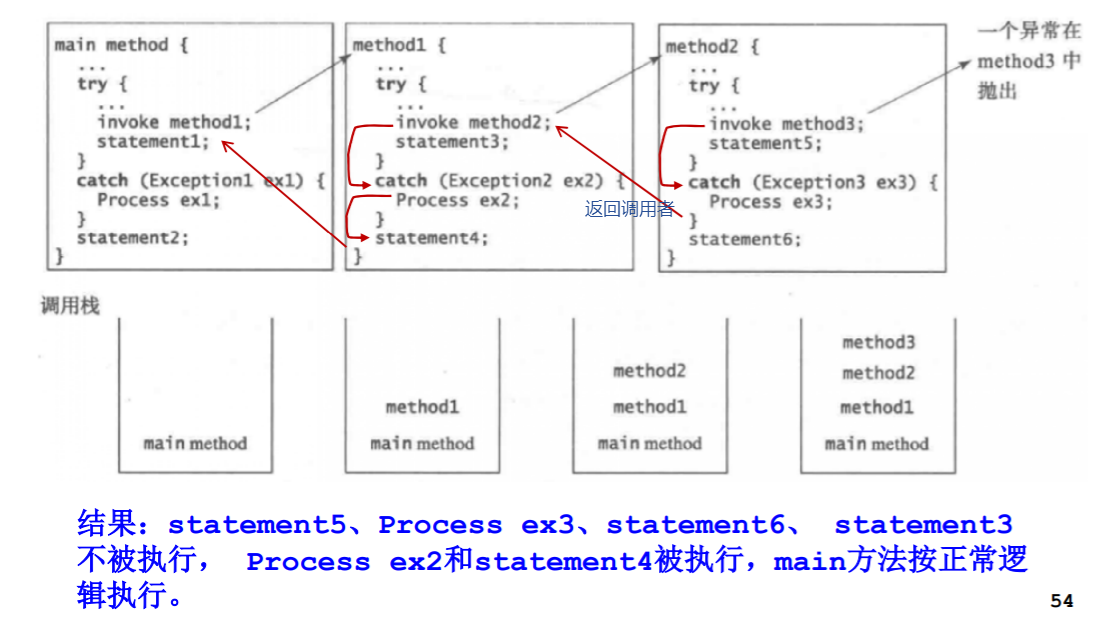 main method {
...
try {
...
invoke method1;
statement1;
}
catch (Exception1 ex1) {
Process ex1;
}
statement2;
}
method1 {
...
try {
...
invoke method2;
statement3;
}
catch (Exception2 ex2) {
Process ex2;
}
statement4;
}
method2 {
...
try {
...
invoke method3;
statement5;
}
catch (Exception3 ex3) {
Process ex3;
}
statement6;
}
一个异常在
method3 中
抛出
返回调用者
调用栈
main method
method1
main method
method2
method1
main method
method3
method2
method1
main method
结果：statement5、Process ex3、statement6、 statement3
不被执行， Process ex2和statement4被执行，main方法按正常逻
辑执行。
54